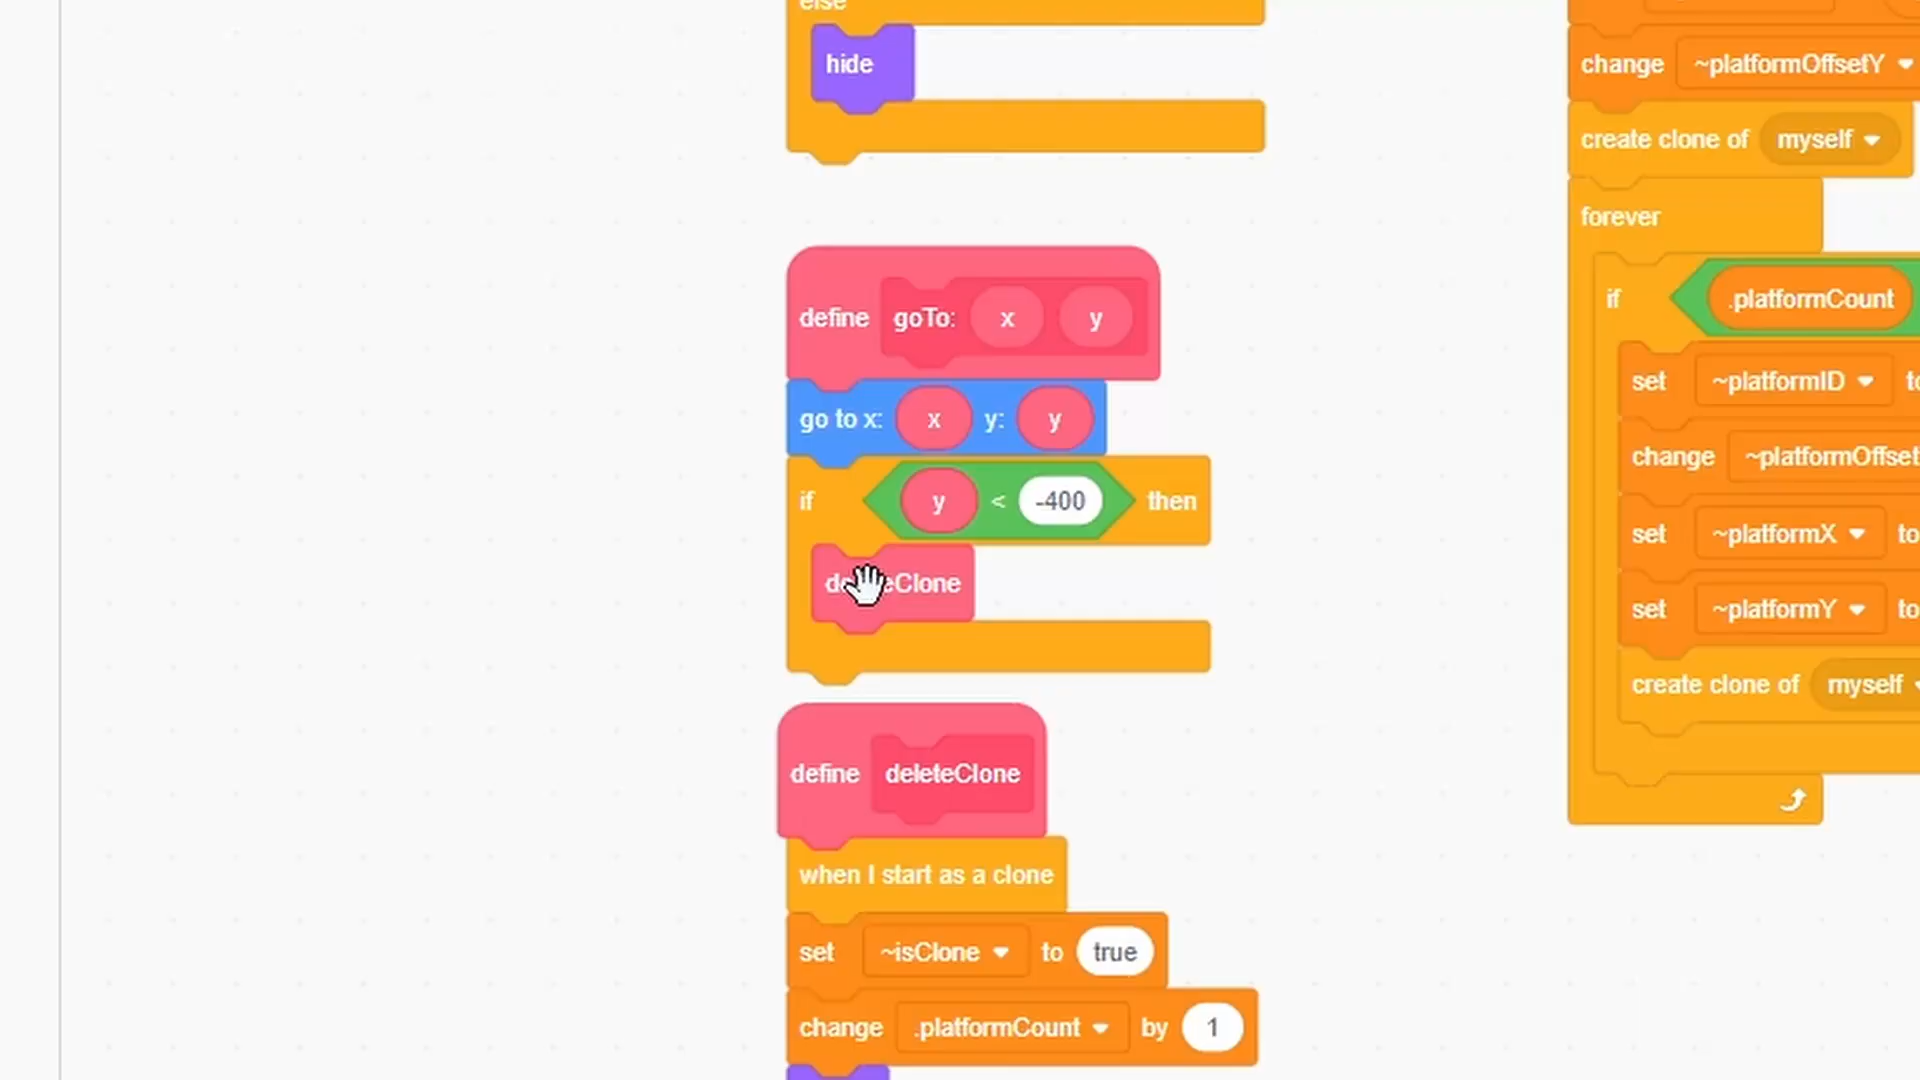 else
hide
define goTo: x y
go to x: x y: y
if y < -400 then
define deleteClone
when I start as a clone
set ~isClone to true
change .platformCount by 1
change ~platformOffsetY
create clone of myself
forever
if .platformCount
set ~platformID
change
set ~platformX to
set ~platformY to
create clone of myself